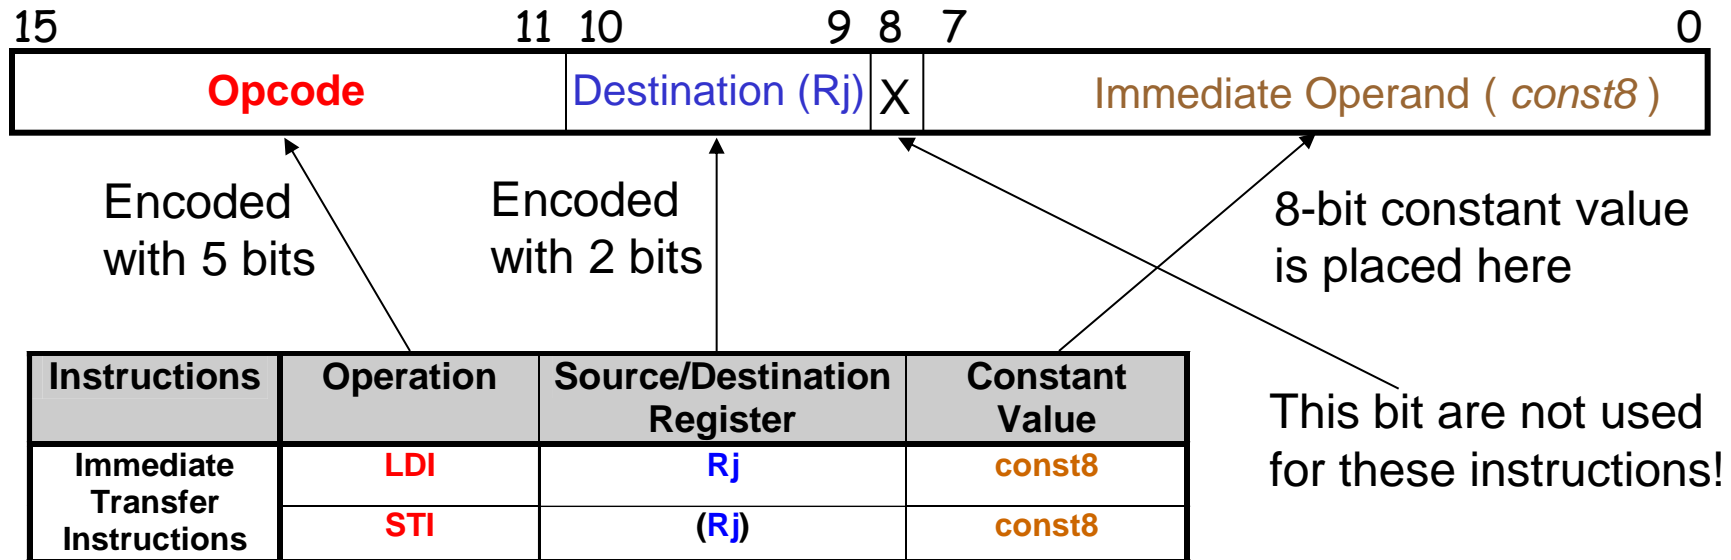 15 11 10 9 8 7 0
Opcode Destination (Rj) X Immediate Operand ( const8 )
Encoded
with 5 bits
Encoded
with 2 bits
8-bit constant value
is placed here
Instructions Operation Source/Destination Constant
Register Value
Immediate LDI Rj const8
Transfer
Instructions STI (Rj) const8
This bit are not used
for these instructions!